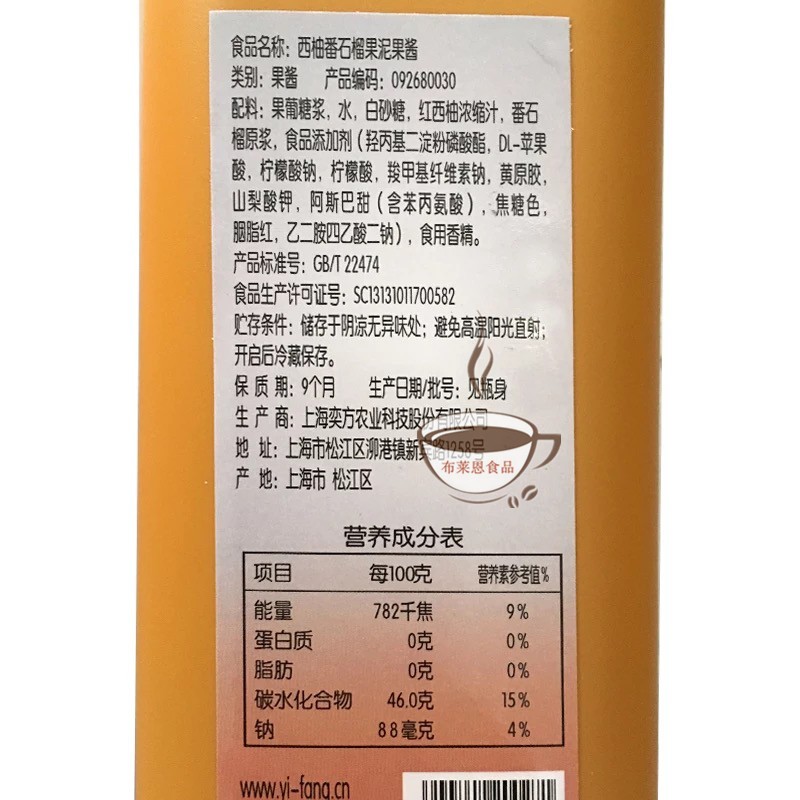 食品名称：西柚番石榴果泥果酱
类别：果酱 产品编码：092680030
配料：果葡糖浆，水，白砂糖，红西柚浓缩汁，番石
榴原浆，食品添加剂（羟丙基二淀粉磷酸酯，DL-苹果
酸，柠檬酸钠，柠檬酸，羧甲基纤维素钠，黄原胶，
山梨酸钾，阿斯巴甜（含苯丙氨酸），焦糖色，
胭脂红，乙二胺四乙酸二钠），食用香精。
产品标准号：GB/T 22474
食品生产许可证号：SC13131011700582
贮存条件：储存于阴凉无异味处；避免高温阳光直射；
开启后冷藏保存。
保 质 期：9个月 生产日期/批号：见瓶身
生 产 商：上海奕方农业科技股份有限公司
地 址：上海市松江区泖港镇新宾路1258号
产 地：上海市 松江区
布莱恩食品
营养成分表
项目 每100克 营养素参考值%
能量 782千焦 9%
蛋白质 0克 0%
脂肪 0克 0%
碳水化合物 46.0克 15%
钠 88毫克 4%
www.yi-fang.cn